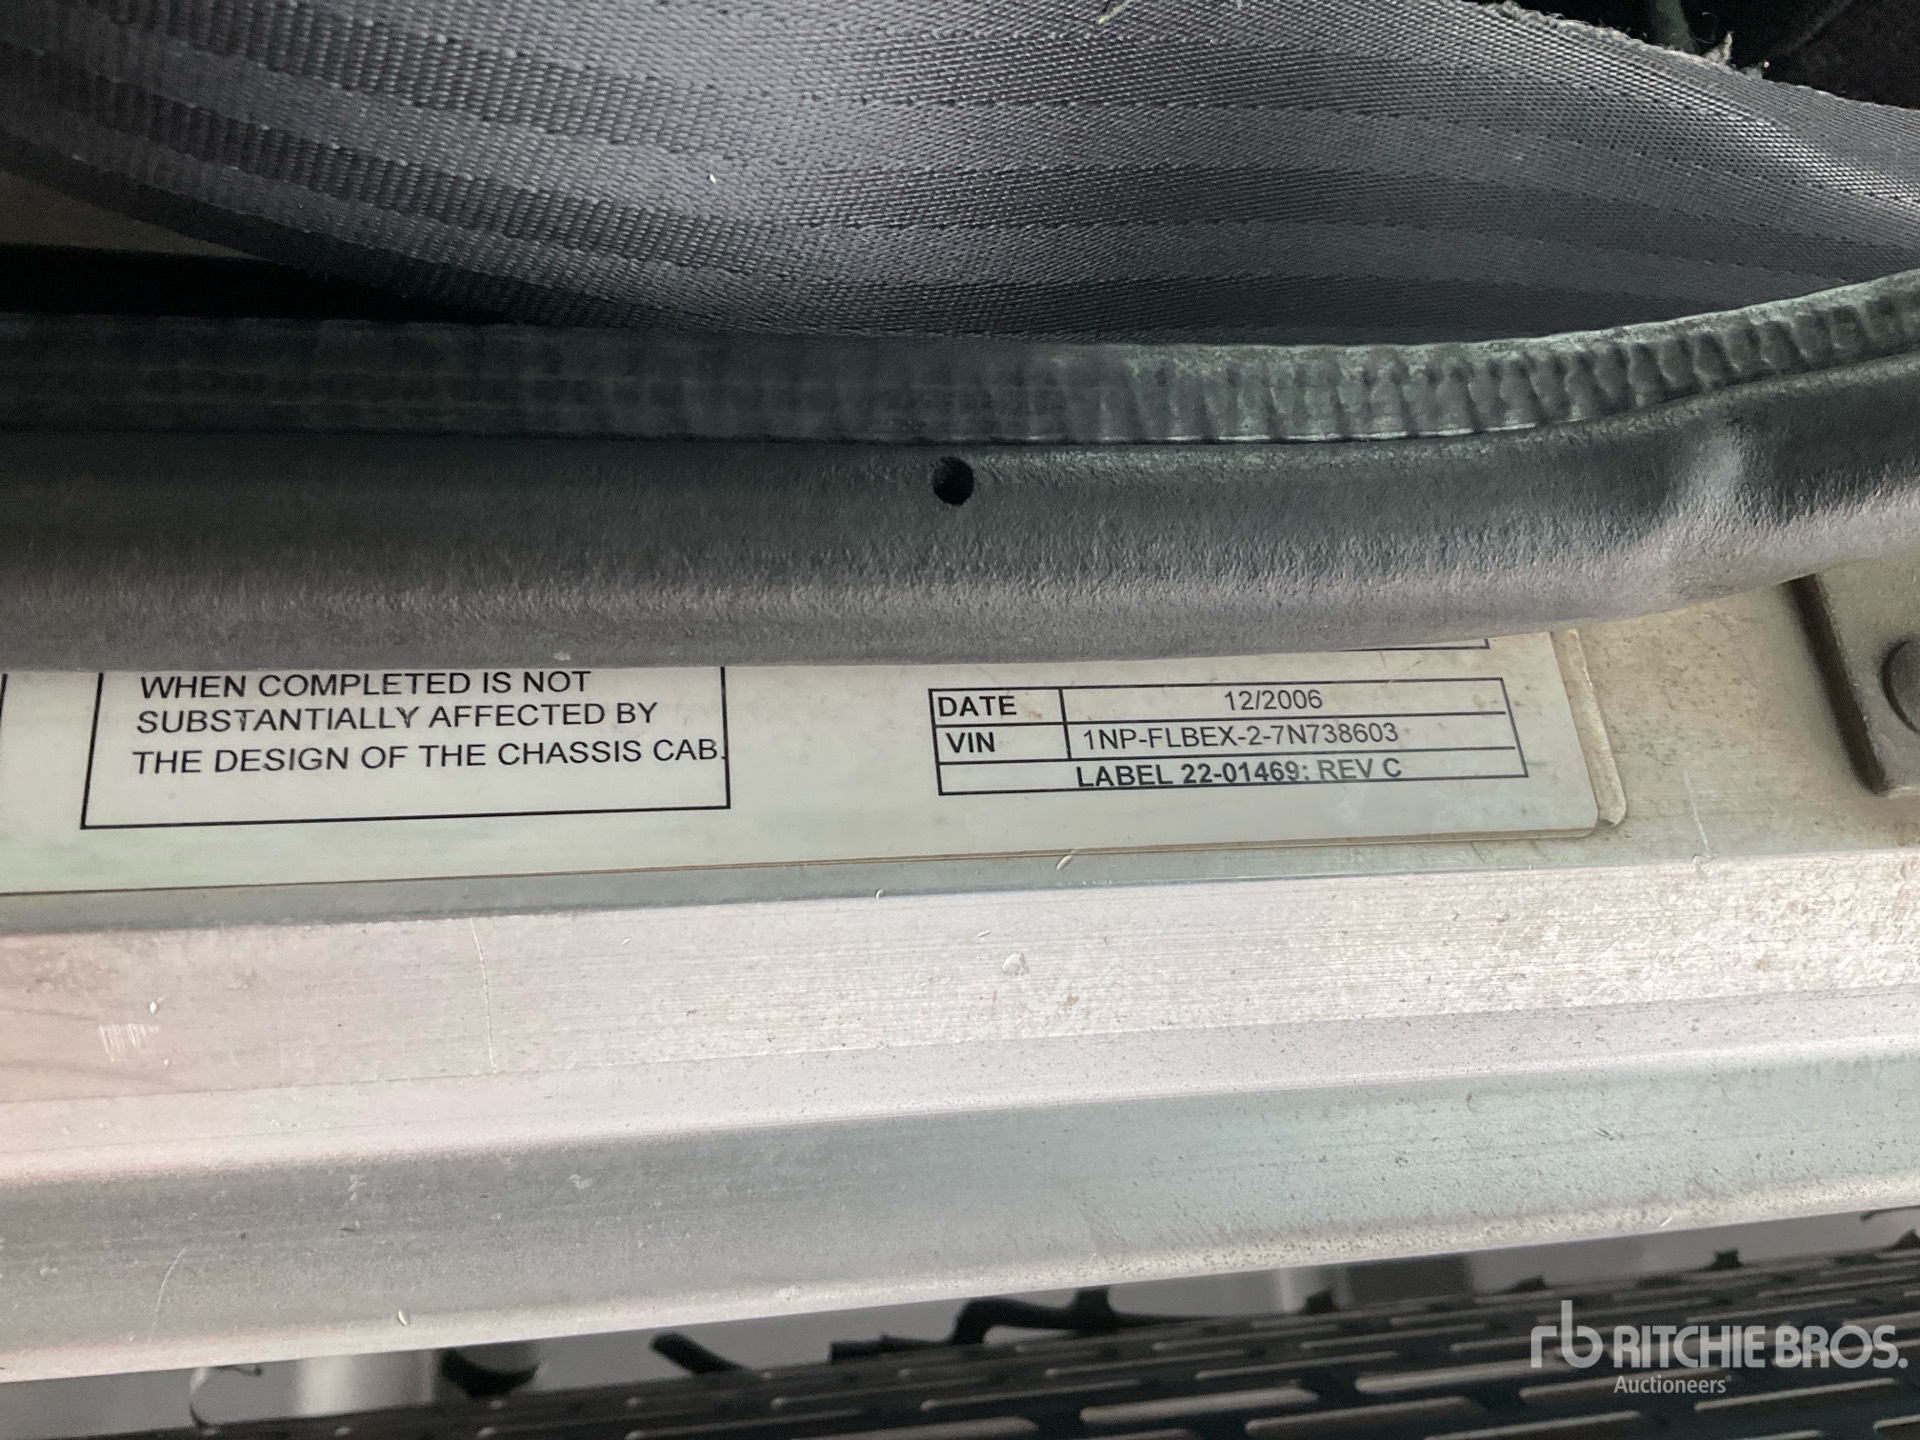 WHEN COMPLETED IS NOT
SUBSTANTIALLY AFFECTED BY
THE DESIGN OF THE CHASSIS CAB.
DATE 12/2006
VIN 1NP-FLBEX-2-7N738603
LABEL 22-01469: REV C
rb RITCHIE BROS.
Auctioneers